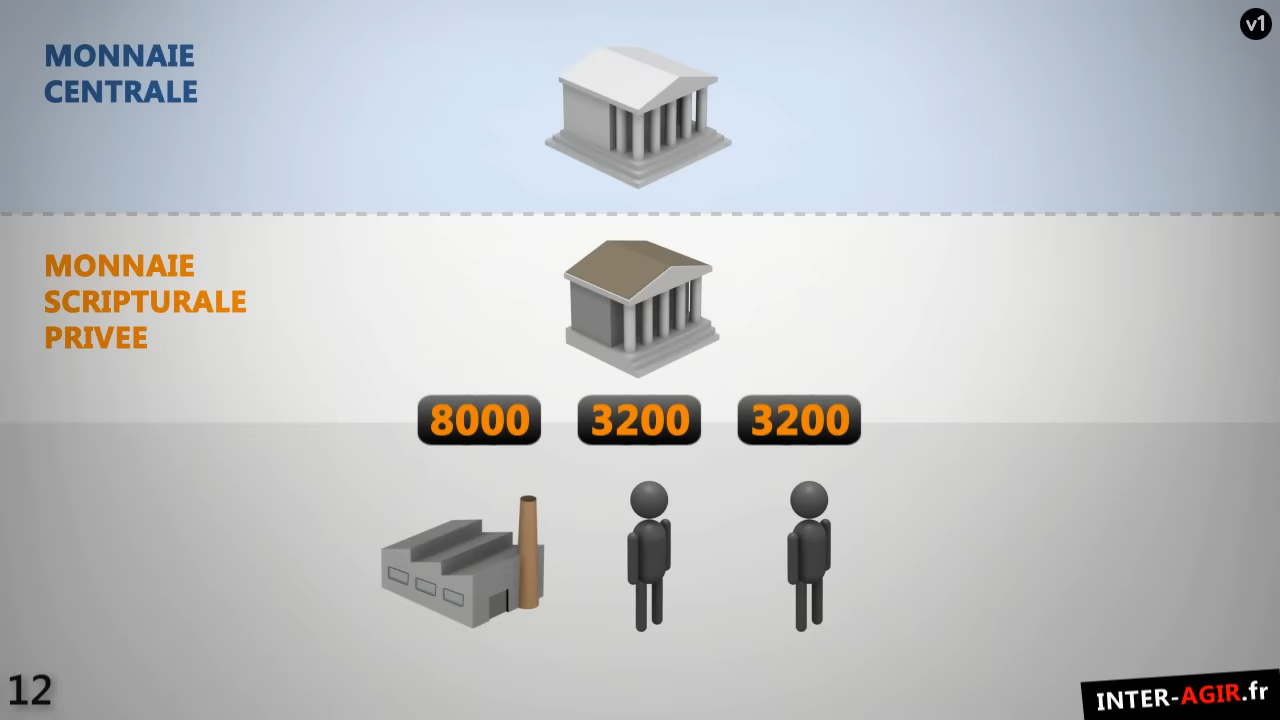 v1
MONNAIE
CENTRALE
MONNAIE
SCRIPTURALE
PRIVEE
8000 3200 3200
12
INTER-AGIR.fr